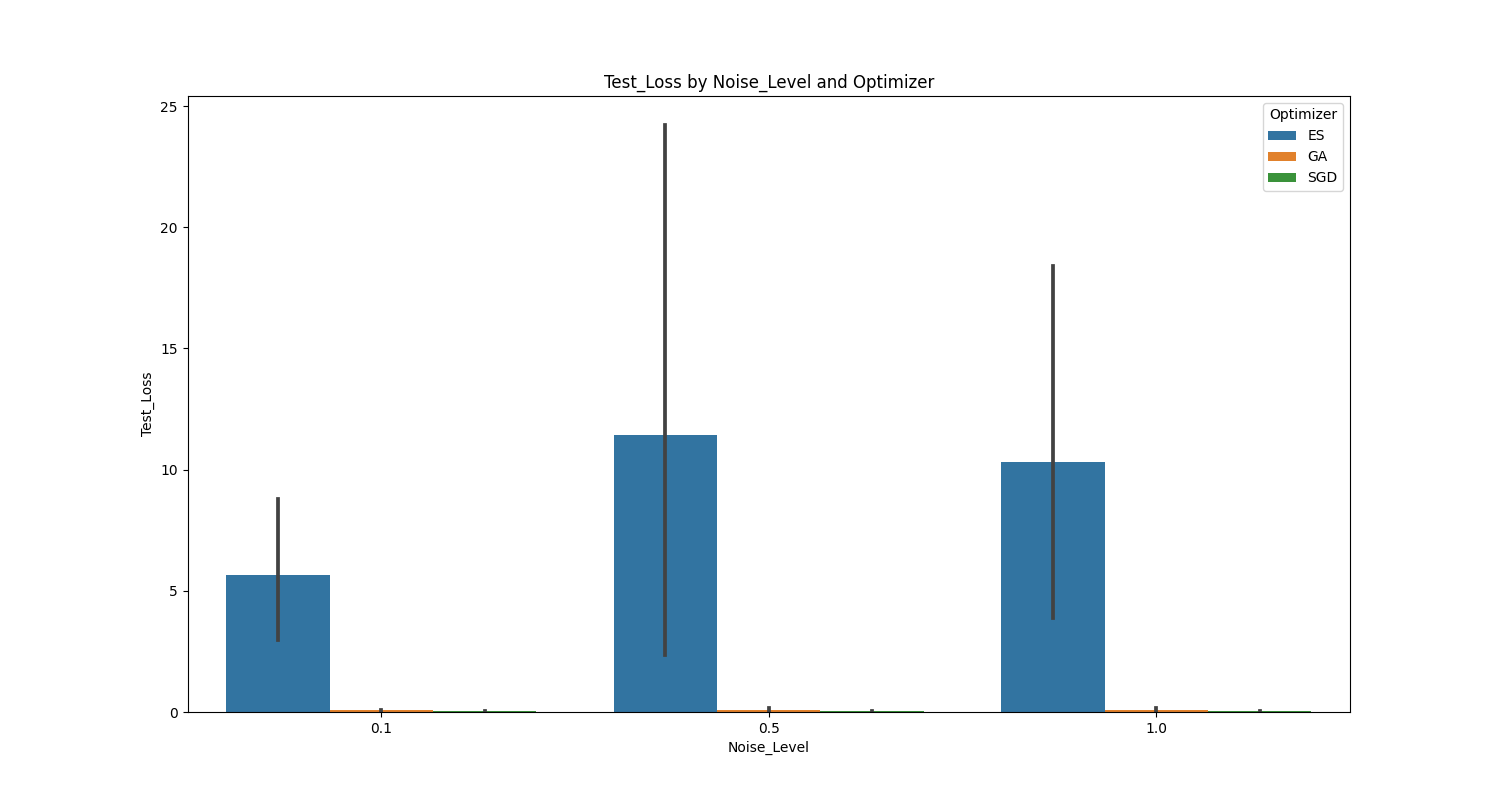 Test_Loss by Noise_Level and Optimizer
25
20
15
10
5
0
Test_Loss
Optimizer
ES
GA
SGD
0.1
0.5
1.0
Noise_Level